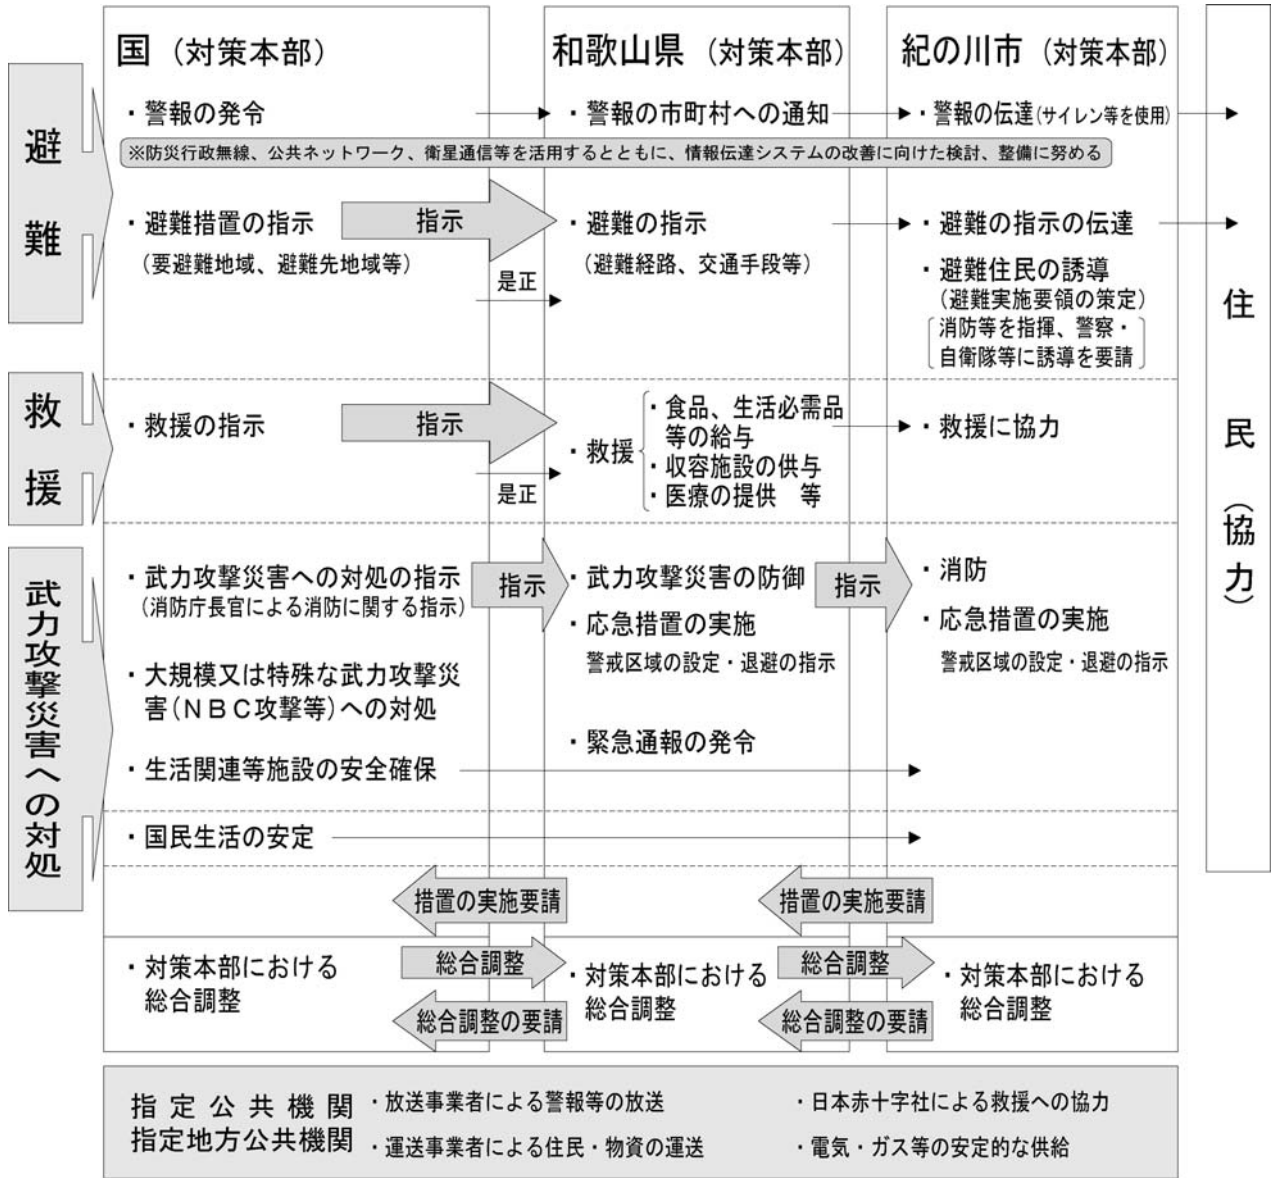 国（対策本部）
和歌山県（対策本部）
紀の川市（対策本部）
避難
・警報の発令
・警報の市町村への通知
・警報の伝達（サイレン等を使用）
※防災行政無線、公共ネットワーク、衛星通信等を活用するとともに、情報伝達システムの改善に向けた検討、整備に努める
・避難措置の指示
（要避難地域、避難先地域等）
指示
是正
・避難の指示
（避難経路、交通手段等）
・避難の指示の伝達
・避難住民の誘導
（避難実施要領の策定）
消防等を指揮、警察・
自衛隊等に誘導を要請
救援
・救援の指示
指示
是正
・救援
・食品、生活必需品
等の給与
・収容施設の供与
・医療の提供　等
・救援に協力
武力攻撃災害への対処
・武力攻撃災害への対処の指示
（消防庁長官による消防に関する指示）
指示
・武力攻撃災害の防御
指示
・消防
・応急措置の実施
警戒区域の設定・退避の指示
・応急措置の実施
警戒区域の設定・退避の指示
・大規模又は特殊な武力攻撃災
害（ＮＢＣ攻撃等）への対処
・緊急通報の発令
・生活関連等施設の安全確保
・国民生活の安定
措置の実施要請
措置の実施要請
・対策本部における
総合調整
総合調整
総合調整の要請
・対策本部における
総合調整
総合調整
総合調整の要請
・対策本部における
総合調整
住民（協力）
指定公共機関
指定地方公共機関
・放送事業者による警報等の放送
・日本赤十字社による救援への協力
・運送事業者による住民・物資の運送
・電気・ガス等の安定的な供給